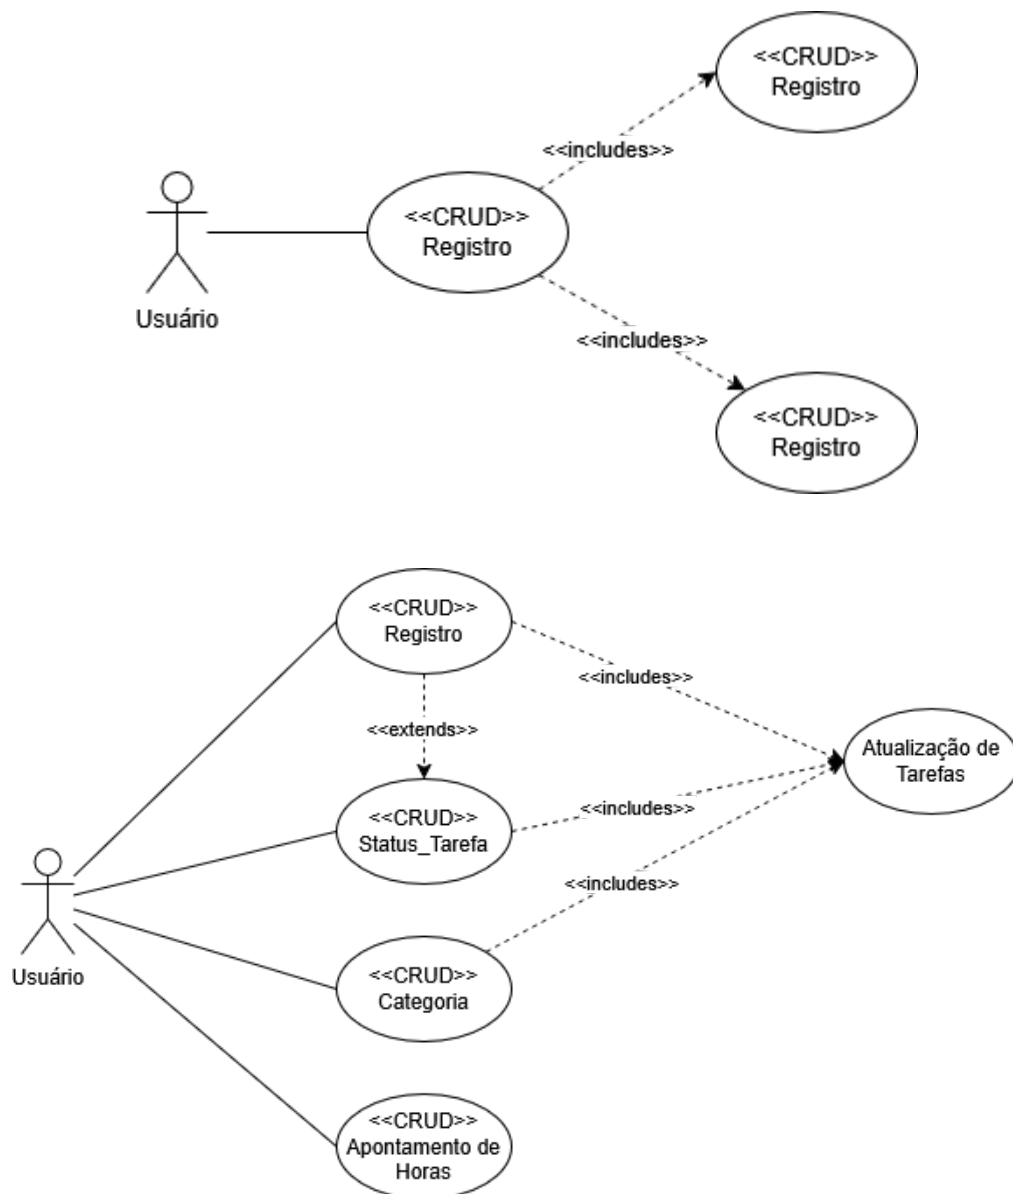 <<CRUD>>
Registro
<<includes>>
<<CRUD>>
Registro
Usuário
<<includes>>
<<CRUD>>
Registro
<<CRUD>>
Registro
<<includes>>
<<extends>>
Atualização de
Tarefas
<<CRUD>>
Status_Tarefa
<<includes>>
<<includes>>
Usuário
<<CRUD>>
Categoria
<<CRUD>>
Apontamento de
Horas